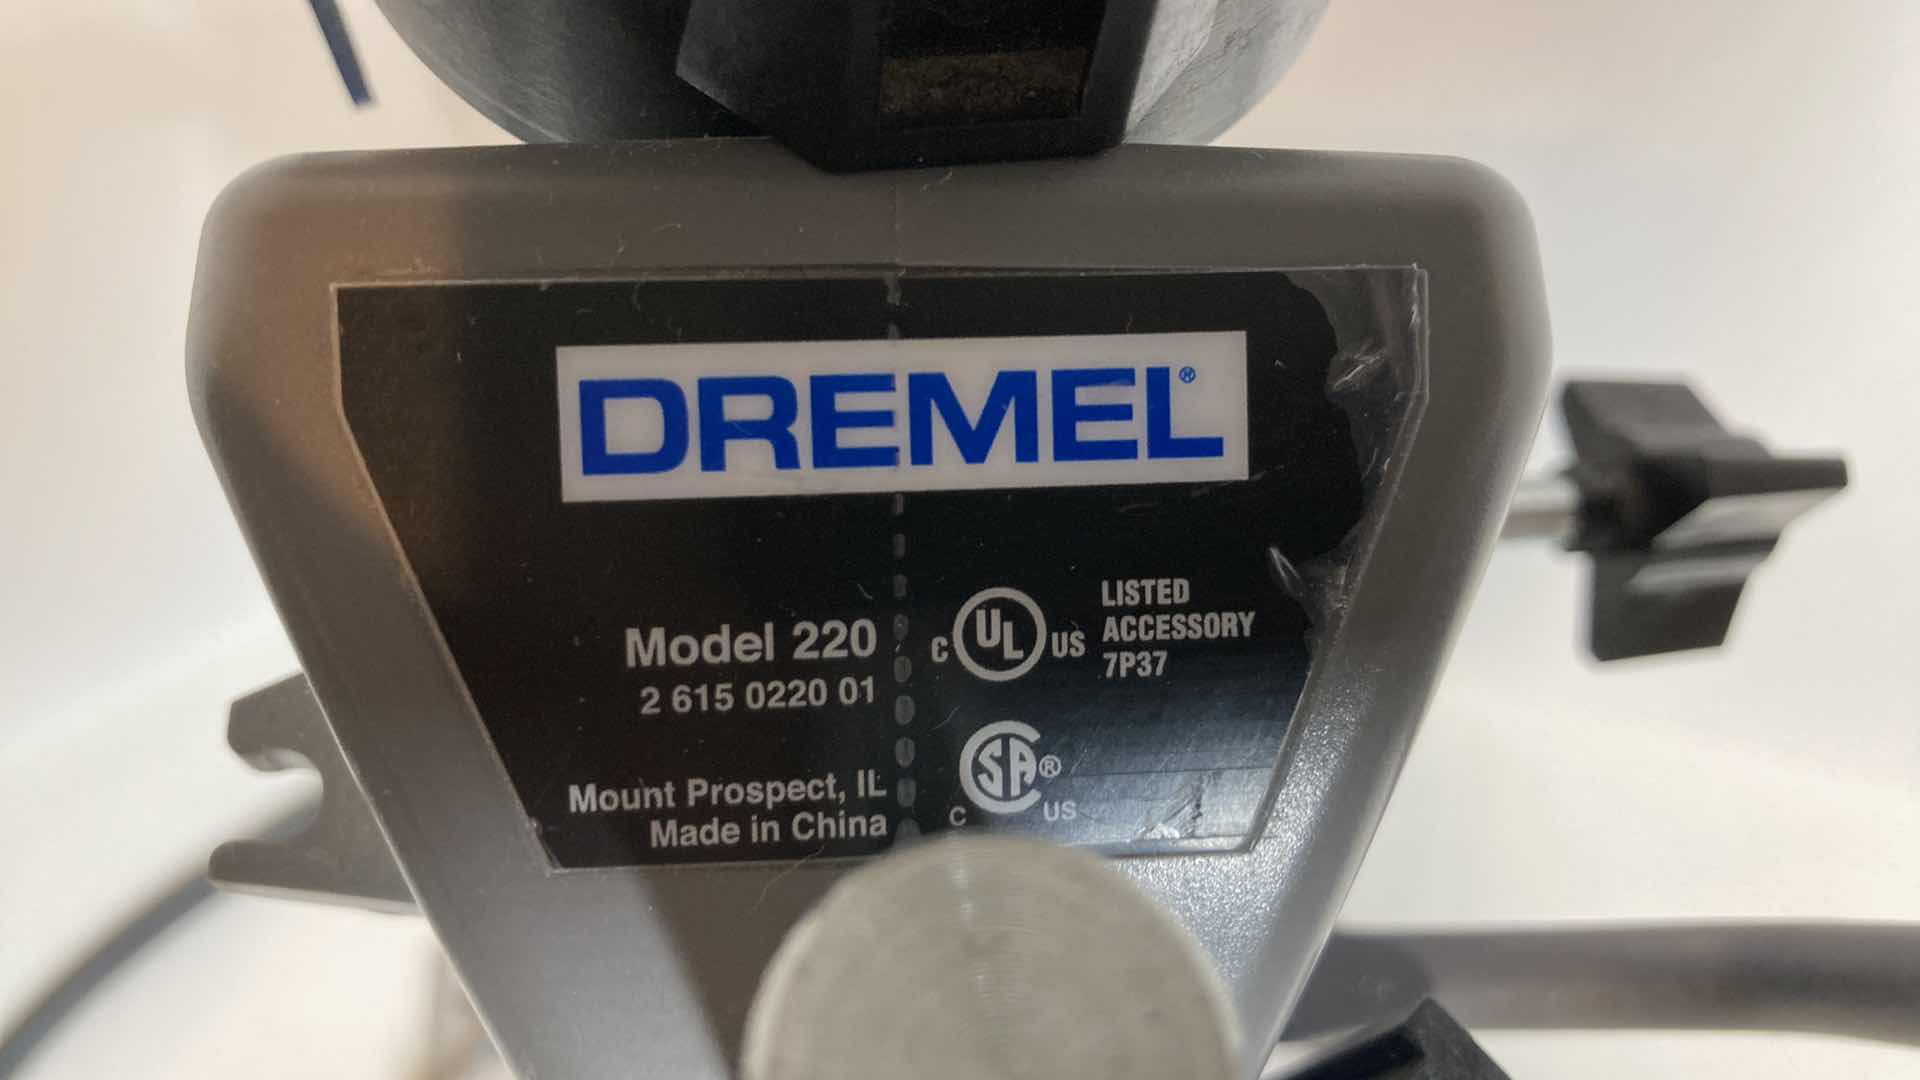 DREMEL®
Model 220
2 615 0220 01
Mount Prospect, IL
Made in China
C UL US
LISTED
ACCESSORY
7P37
CSA®
C US